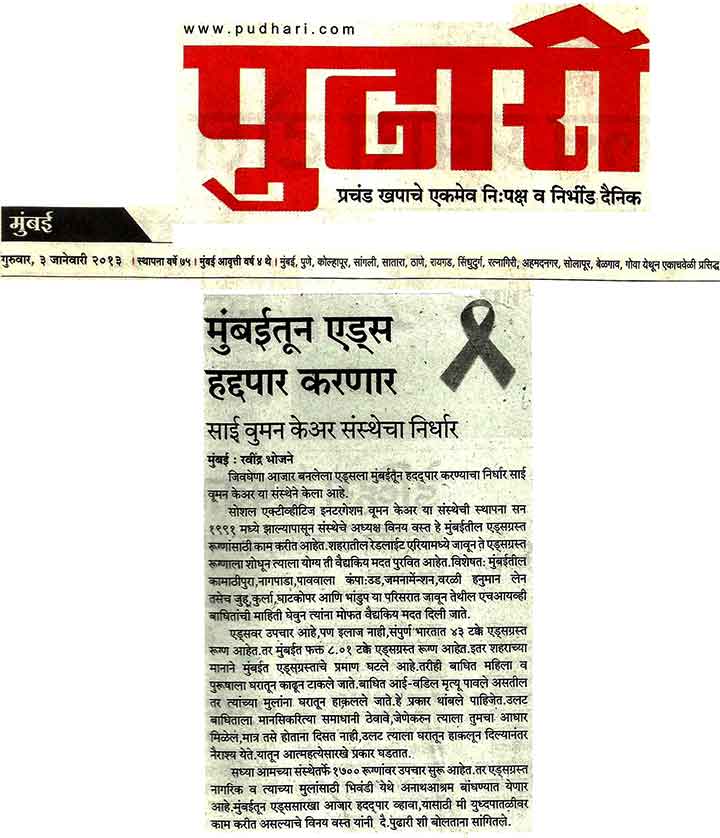 www.pudhari.com
पुढारी
प्रचंड खपाचे एकमेव निःपक्ष व निर्भीड दैनिक
मुंबई
गुरुवार, ३ जानेवारी २०१३ । स्थापना वर्षे ७५ । मुंबई आवृत्ती वर्ष ४ थे । मुंबई, पुणे, कोल्हापूर, सांगली, सातारा, ठाणे, रायगड, सिंधुदुर्ग, रत्नागिरी, अहमदनगर, सोलापूर, बेळगाव, गोवा येथून एकाचवेळी प्रसिद्ध
मुंबईतून एड्स
हद्दपार करणार
साई वुमन केअर संस्थेचा निर्धार
मुंबई : रवींद्र भोजने
जिवघेणा आजार बनलेला एड्सला मुंबईतून हदद्पार करण्याचा निर्धार साई
वूमन केअर या संस्थेने केला आहे.
सोशल एक्टीव्हीटिज इनटरगेशन वूमन केअर या संस्थेची स्थापना सन
१९९१ मध्ये झाल्यापासून संस्थेचे अध्यक्ष विनय वस्त हे मुंबईतील एड्सग्रस्त
रूग्णांसाठी काम करीत आहेत.शहरातील रेडलाईट एरियामध्ये जावून ते एड्सग्रस्त
रूग्णाला शोधून त्याला योग्य ती वैद्यकिय मदत पुरवित आहेत.विशेषत: मुंबईतील
कामाठीपुरा,नागपाडा,पाववाला कंपा:ठड,जमनामेंन्शन,वरळी हनुमान लेन
तसेच जुहू,कुर्ला,घाटकोपर आणि भांडुप या परिसरात जावून तेथील एचआयव्ही
बाधितांची माहिती घेवुन त्यांना मोफत वैद्यकिय मदत दिली जाते.
एड्सवर उपचार आहे,पण इलाज नाही,संपुर्ण भारतात ४३ टक्के एड्सग्रस्त
रूग्ण आहेत.तर मुंबईत फक्त ८.०१ टक्के एड्सग्रस्त रूग्ण आहेत.इतर शहराच्या
मानाने मुंबईत एड्सग्रस्ताचे प्रमाण घटले आहे.तरीही बाधित महिला व
पुरूषाला घरातून काढून टाकले जाते.बाधित आई-वडिल मृत्यू पावले असतील
तर त्यांच्या मुलांना घरातून हाकलले जाते.हे प्रकार थांबले पाहिजेत.उलट
बाधिताला मानसिकरित्या समाधानी ठेवावे,जेणेकरुन त्याला तुमचा आधार
मिळेल,मात्र तसे होताना दिसत नाही,उलट त्याला घरातून हाकलून दिल्यानंतर
नैराश्य येते.यातून आत्महत्येसारखे प्रकार घडतात.
सध्या आमच्या संस्थेतर्फे १७०० रूग्णांवर उपचार सुरू आहेत.तर एड्सग्रस्त
नागरिक व त्याच्या मुलांसाठी भिवंडी येथे अनाथआश्रम बांधण्यात येणार
आहे.मुंबईतून एड्ससारखा आजार हदद्पार व्हावा,यासाठी मी युध्दपातळीवर
काम करीत असल्याचे विनय वस्त यांनी दै.पुढारी शी बोलताना सांगितले.